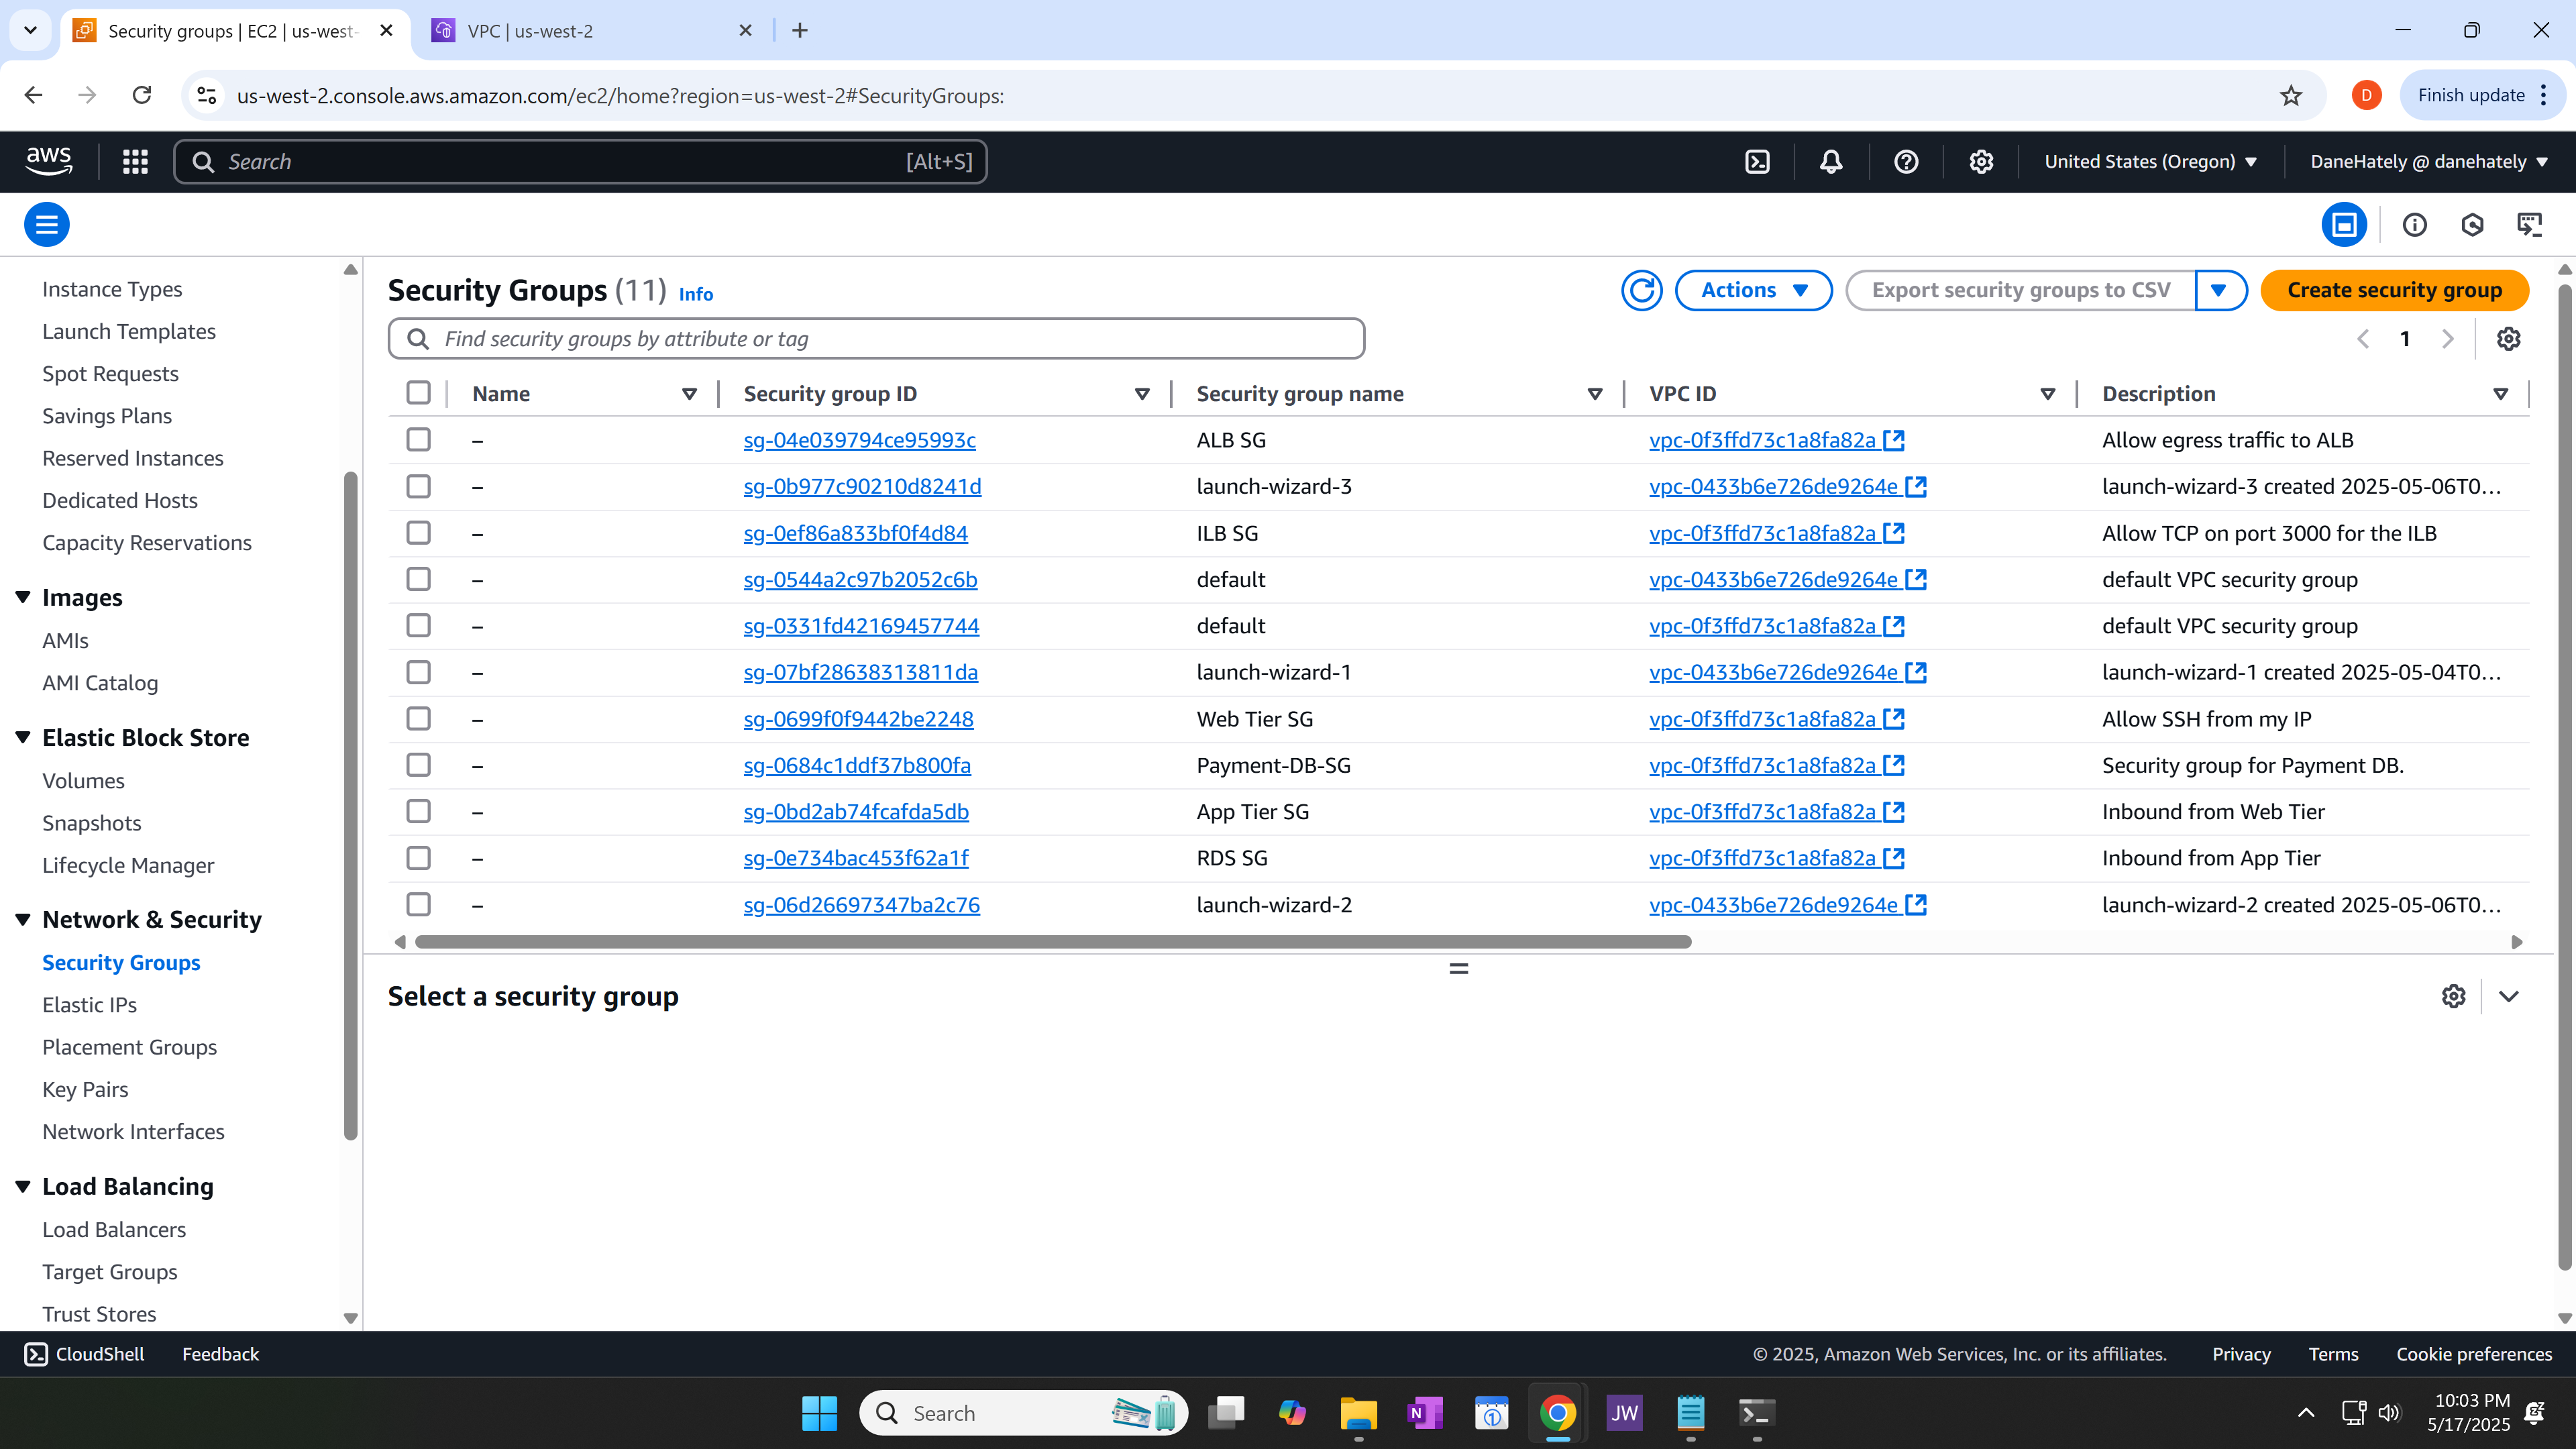 Security groups | EC2 | us-west-
VPC | us-west-2
us-west-2.console.aws.amazon.com/ec2/home?region=us-west-2#SecurityGroups:
D
Finish update
aws
Search
[Alt+S]
United States (Oregon)
DaneHately @ danehately
Instance Types
Launch Templates
Spot Requests
Savings Plans
Reserved Instances
Dedicated Hosts
Capacity Reservations
Images
AMIs
AMI Catalog
Elastic Block Store
Volumes
Snapshots
Lifecycle Manager
Network & Security
Security Groups
Elastic IPs
Placement Groups
Key Pairs
Network Interfaces
Load Balancing
Load Balancers
Target Groups
Trust Stores
Security Groups (11) Info
Actions
Export security groups to CSV
Create security group
Find security groups by attribute or tag
1
Name Security group ID Security group name VPC ID Description
– sg-04e039794ce95993c ALB SG vpc-0f3ffd73c1a8fa82a Allow egress traffic to ALB
– sg-0b977c90210d8241d launch-wizard-3 vpc-0433b6e726de9264e launch-wizard-3 created 2025-05-06T0…
– sg-0ef86a833bf0f4d84 ILB SG vpc-0f3ffd73c1a8fa82a Allow TCP on port 3000 for the ILB
– sg-0544a2c97b2052c6b default vpc-0433b6e726de9264e default VPC security group
– sg-0331fd42169457744 default vpc-0f3ffd73c1a8fa82a default VPC security group
– sg-07bf28638313811da launch-wizard-1 vpc-0433b6e726de9264e launch-wizard-1 created 2025-05-04T0…
– sg-0699f0f9442be2248 Web Tier SG vpc-0f3ffd73c1a8fa82a Allow SSH from my IP
– sg-0684c1ddf37b800fa Payment-DB-SG vpc-0f3ffd73c1a8fa82a Security group for Payment DB.
– sg-0bd2ab74fcafda5db App Tier SG vpc-0f3ffd73c1a8fa82a Inbound from Web Tier
– sg-0e734bac453f62a1f RDS SG vpc-0f3ffd73c1a8fa82a Inbound from App Tier
– sg-06d26697347ba2c76 launch-wizard-2 vpc-0433b6e726de9264e launch-wizard-2 created 2025-05-06T0…
Select a security group
CloudShell
Feedback
© 2025, Amazon Web Services, Inc. or its affiliates.
Privacy
Terms
Cookie preferences
Search
N
1
JW
10:03 PM
5/17/2025